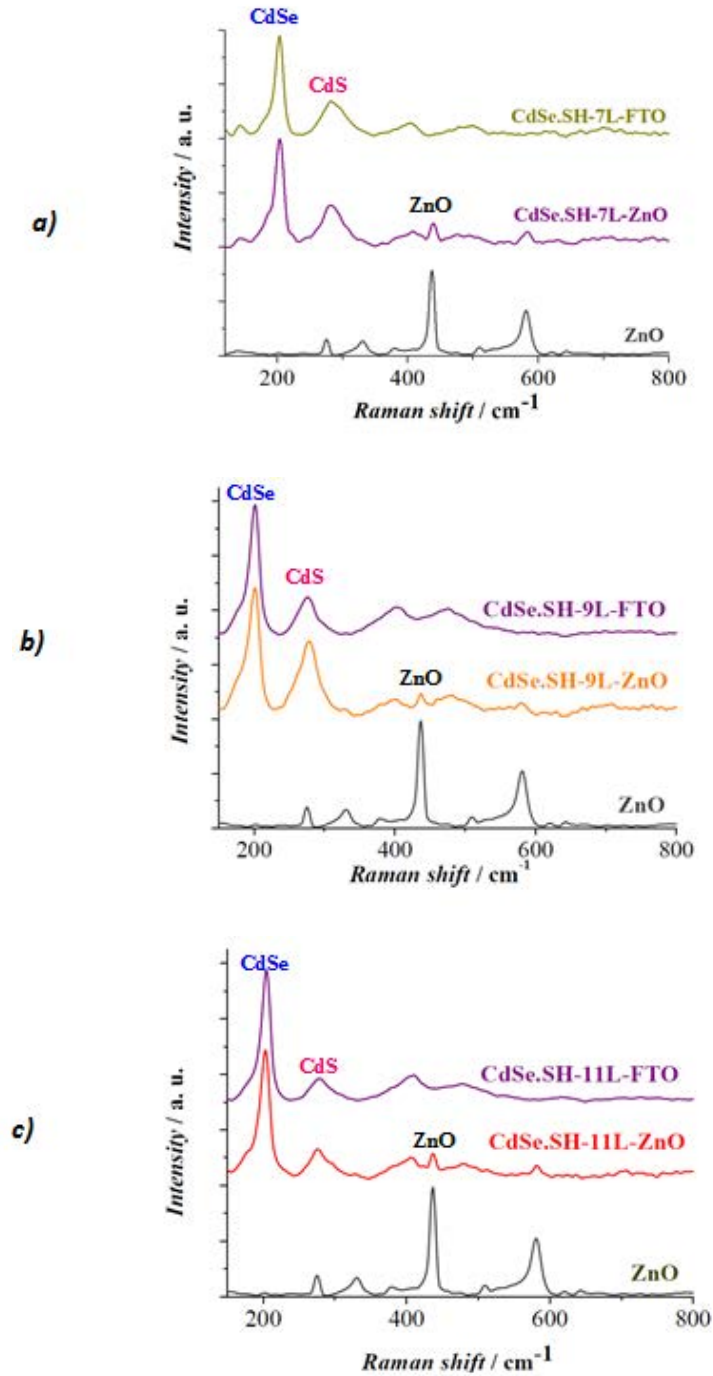 CdSe
CdS
CdSe.SH-7L-FTO
a)
Intensity / a. u.
ZnO
CdSe.SH-7L-ZnO
ZnO
200 400 600 800
Raman shift / cm-1
CdSe
CdS
CdSe.SH-9L-FTO
b)
Intensity / a. u.
ZnO
CdSe.SH-9L-ZnO
ZnO
200 400 600 800
Raman shift / cm-1
CdSe
CdS
CdSe.SH-11L-FTO
c)
Intensity / a. u.
ZnO
CdSe.SH-11L-ZnO
ZnO
200 400 600 800
Raman shift / cm-1